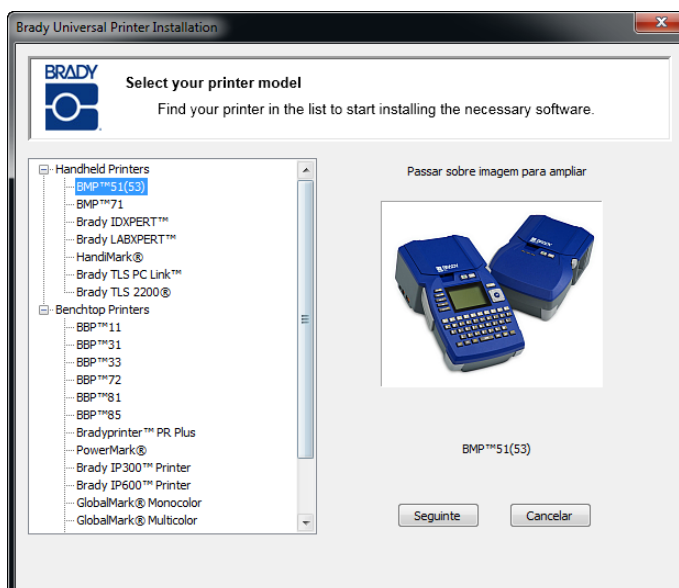 Brady Universal Printer Installation
BRADY
Select your printer model
Find your printer in the list to start installing the necessary software.
Handheld Printers
BMP™51(53)
BMP™71
Brady IDXPERT™
Brady LABXPERT™
HandiMark®
Brady TLS PC Link™
Brady TLS 2200®
Benchtop Printers
BBP™11
BBP™31
BBP™33
BBP™72
BBP™81
BBP™85
Bradyprinter™ PR Plus
PowerMark®
Brady IP300™ Printer
Brady IP600™ Printer
GlobalMark® Monocolor
GlobalMark® Multicolor
Passar sobre imagem para ampliar
BRADY
BRADY
BMP™51(53)
Seguinte
Cancelar